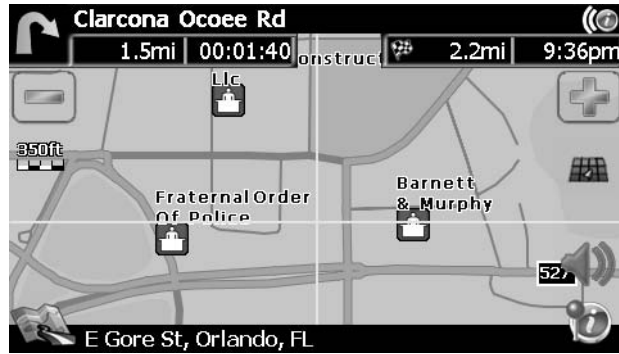 Clarcona Ocoee Rd
1.5mi 00:01:40 2.2mi 9:36pm
onstruct
Llc
350ft
Fraternal Order
Of Police
Barnett
& Murphy
527
E Gore St, Orlando, FL